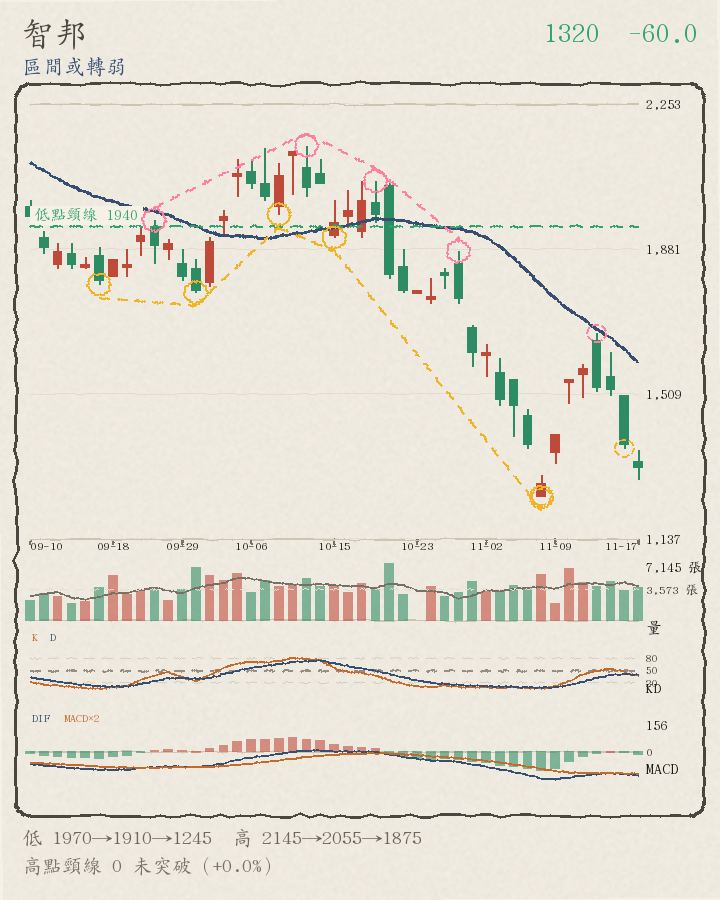 智邦
1320 -60.0
區間或轉弱
2,253
低點頸線 1940
1,881
1,509
1,137
09-10 09-18 09-29 10-06 10-15 10-23 11-02 11-09 11-17
7,145 張
3,573 張
量
K D
80
50
20
KD
DIF MACD×2
156
0
MACD
低 1970→1910→1245 高 2145→2055→1875
高點頸線 0 未突破 (+0.0%)